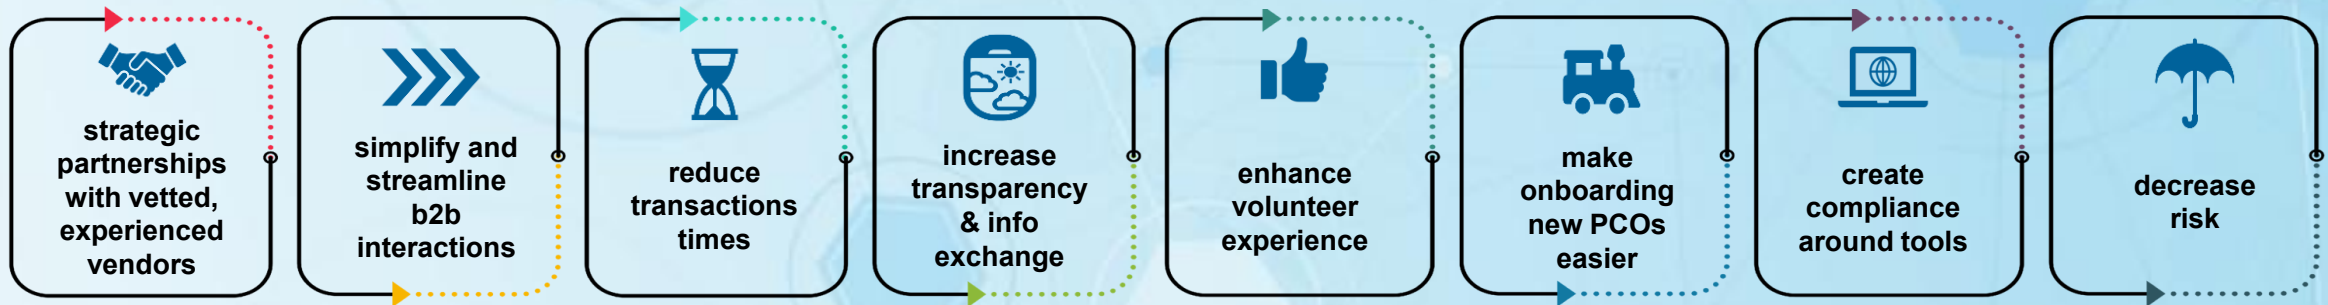 strategic
partnerships
with vetted,
experienced
vendors
simplify and
streamline
b2b
interactions
reduce
transactions
times
increase
transparency
& info
exchange
enhance
volunteer
experience
make
onboarding
new PCOs
easier
create
compliance
around tools
decrease
risk